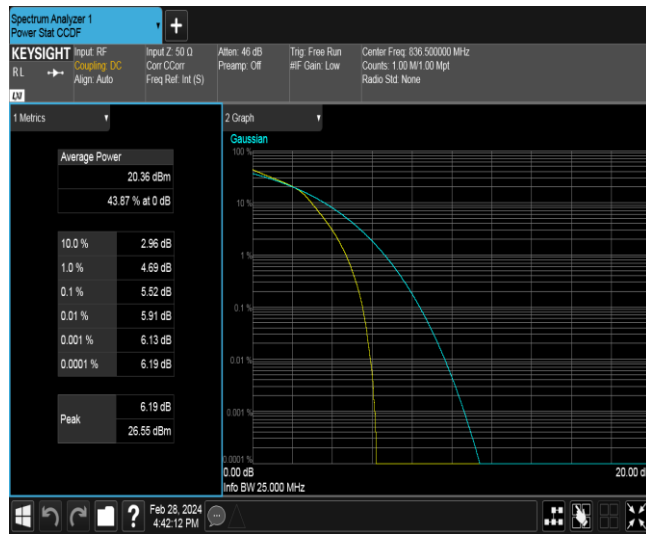 Spectrum Analyzer 1
Power Stat CCDF
+
KEYSIGHT
RL
LXI
Input: RF
Coupling: DC
Align: Auto
Input Z: 50 Ω
Corr CCorr
Freq Ref: Int (S)
Atten: 46 dB
Preamp: Off
Trig: Free Run
#IF Gain: Low
Center Freq: 836.500000 MHz
Counts: 1.00 M/1.00 Mpt
Radio Std: None
1 Metrics
Average Power
20.36 dBm
43.87 % at 0 dB
10.0 % 2.96 dB
1.0 % 4.69 dB
0.1 % 5.52 dB
0.01 % 5.91 dB
0.001 % 6.13 dB
0.0001 % 6.19 dB
Peak
6.19 dB
26.55 dBm
2 Graph
Gaussian
100 %
10 %
1 %
0.1 %
0.01 %
0.001 %
0.0001 %
0.00 dB
20.00 d
Info BW 25.000 MHz
?
Feb 28, 2024
4:42:12 PM